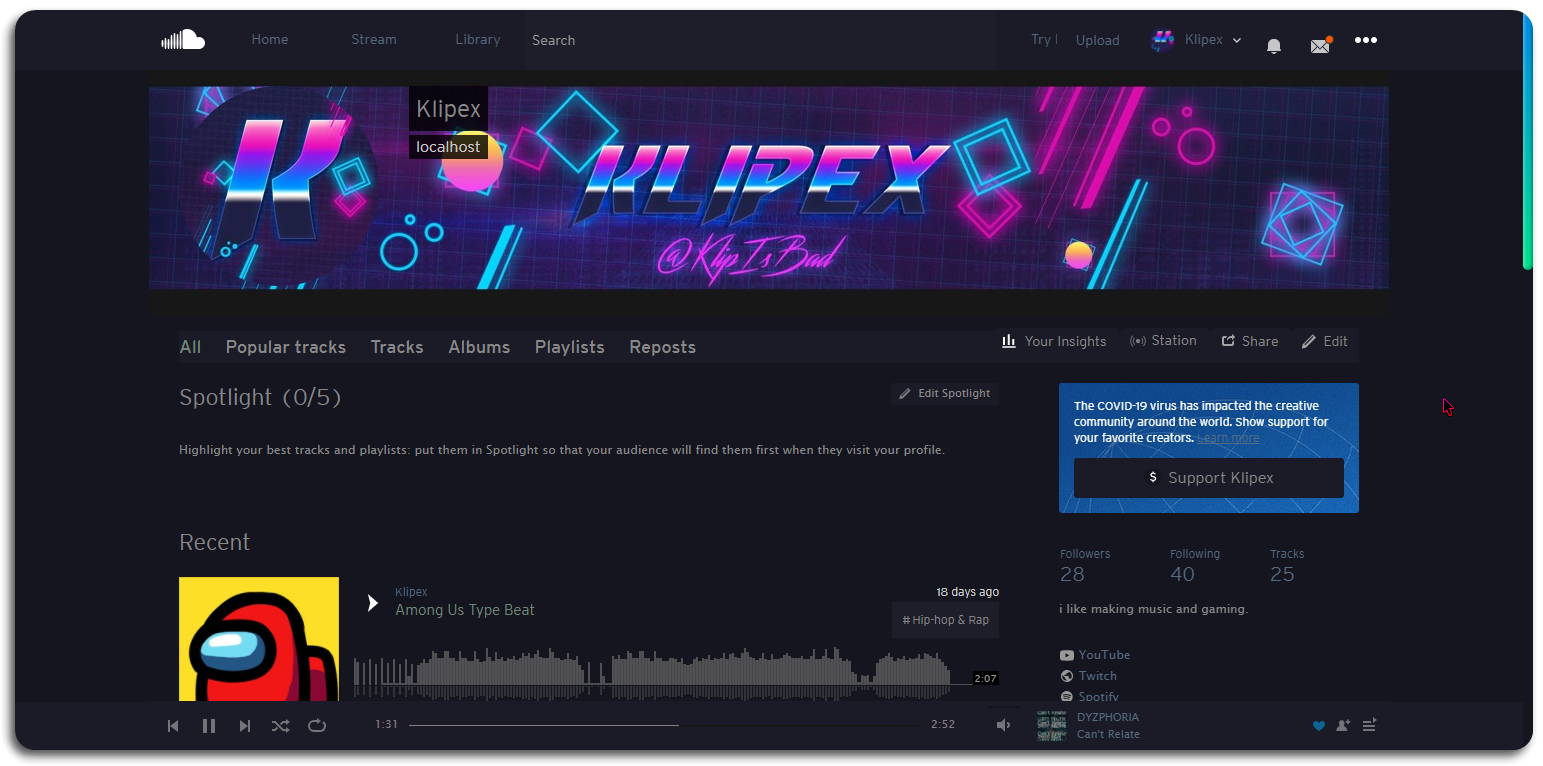 Home
Stream
Library
Search
Try
Upload
Klipex
Klipex
localhost
K
KLIPEX
@KlipIsBad
All
Popular tracks
Tracks
Albums
Playlists
Reposts
Your Insights
Station
Share
Edit
Spotlight (0/5)
Edit Spotlight
Highlight your best tracks and playlists: put them in Spotlight so that your audience will find them first when they visit your profile.
The COVID-19 virus has impacted the creative
community around the world. Show support for
your favorite creators. Learn more
$ Support Klipex
Followers
28
Following
40
Tracks
25
i like making music and gaming.
YouTube
Twitch
Spotify
Recent
Klipex
Among Us Type Beat
18 days ago
# Hip-hop & Rap
2:07
1:31
2:52
DYZPHORIA
Can't Relate